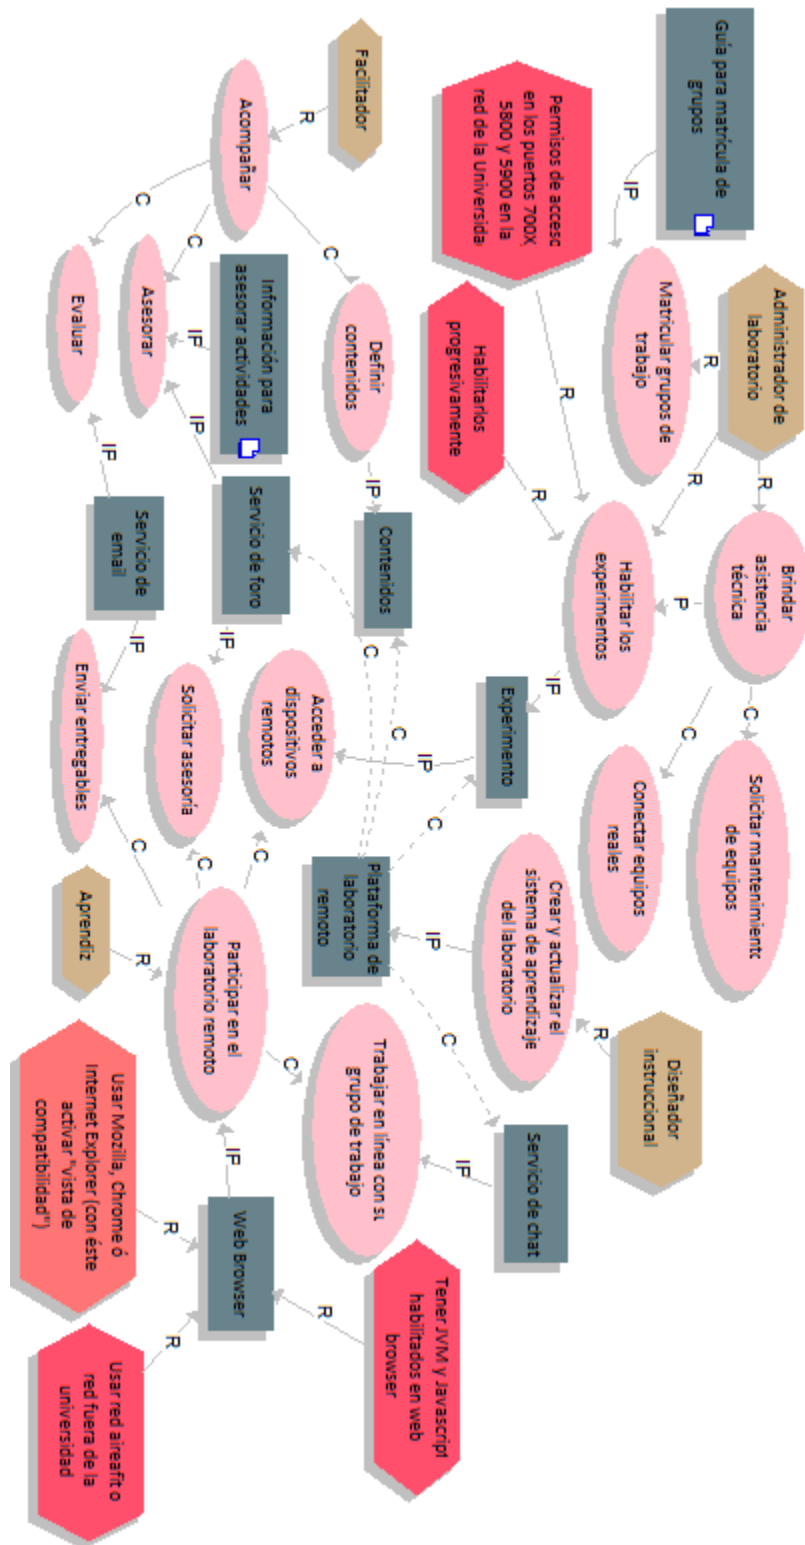 Guía para matrícula de
grupos
Administrador de
laboratorio
Brindar
asistencia
técnica
Solicitar mantenimiento
de equipos
Diseñador
instruccional
IP
R
R
R
P
C
C
R
Matricular grupos de
trabajo
Conectar equipos
reales
Permisos de acceso
en los puertos 700X,
5800 y 5900 en la
red de la Universida
R
Habilitar los
experimentos
Crear y actualizar el
sistema de aprendizaje
del laboratorio
Servicio de chat
Habilitarlos
progresivamente
R
IP
Experimento
C
IP
C
IP
Tener JVM y Javascript
habilitados en web
browser
Facilitador
R
C
Definir
contenidos
IP
Contenidos
C
C
IP
Plataforma de
laboratorio
remoto
Trabajar en línea con su
grupo de trabajo
R
Acompañar
C
C
Información para
asesorar actividades
IP
IP
Servicio de foro
IP
Acceder a
dispositivos
remotos
C
C
C
Participar en el
laboratorio remoto
IP
Web Browser
Asesorar
Solicitar asesoría
Evaluar
IP
Servicio de
email
IP
Enviar entregables
C
Aprendiz
R
R
R
Usar Mozilla, Chrome ó
Internet Explorer (con éste
activar "vista de
compatibilidad")
Usar red aireafit o
red fuera de la
universidad